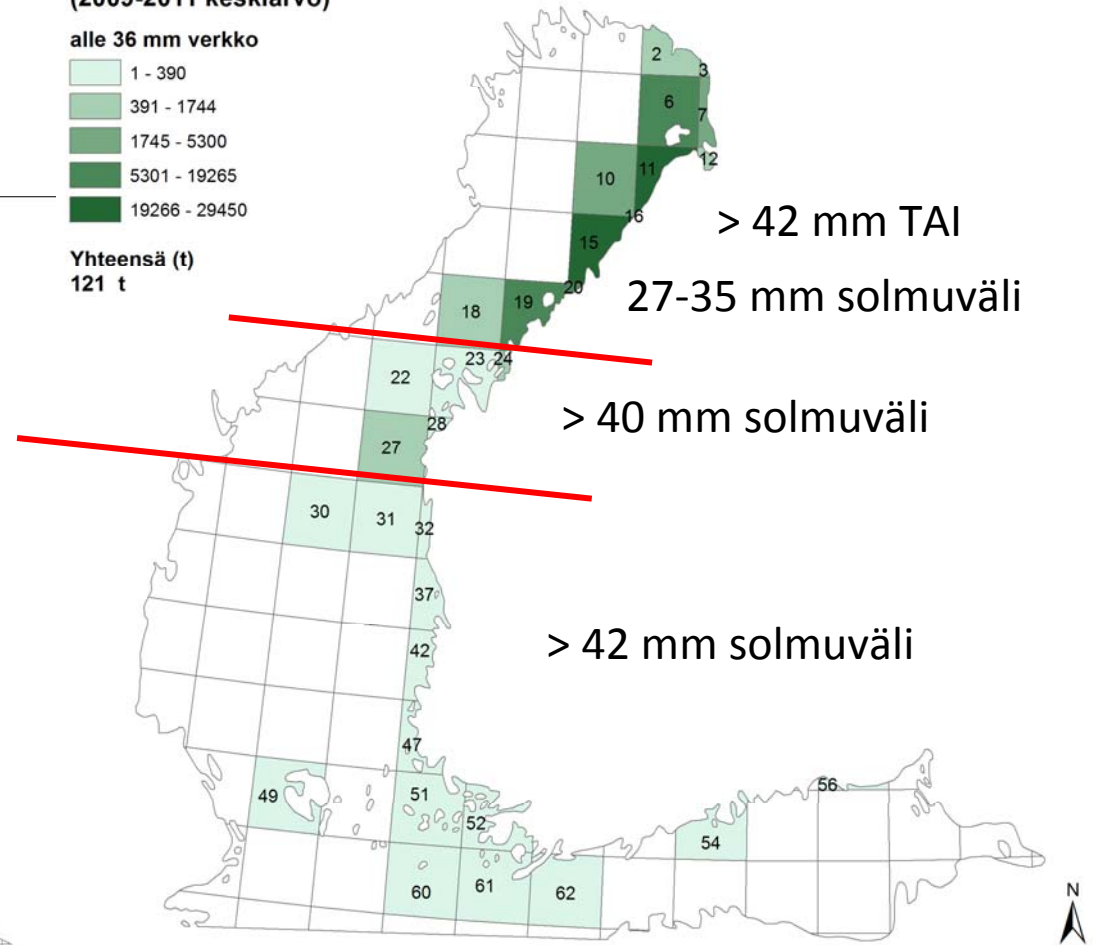 (2009-2011 keskiarvo)
alle 36 mm verkko
1 - 390
391 - 1744
1745 - 5300
5301 - 19265
19266 - 29450
Yhteensä (t)
121 t
2
3
6
7
12
10
11
16
> 42 mm TAI
15
20
27-35 mm solmuväli
18
19
23
24
22
> 40 mm solmuväli
28
27
30
31
32
37
> 42 mm solmuväli
42
47
49
51
52
56
54
60
61
62
N